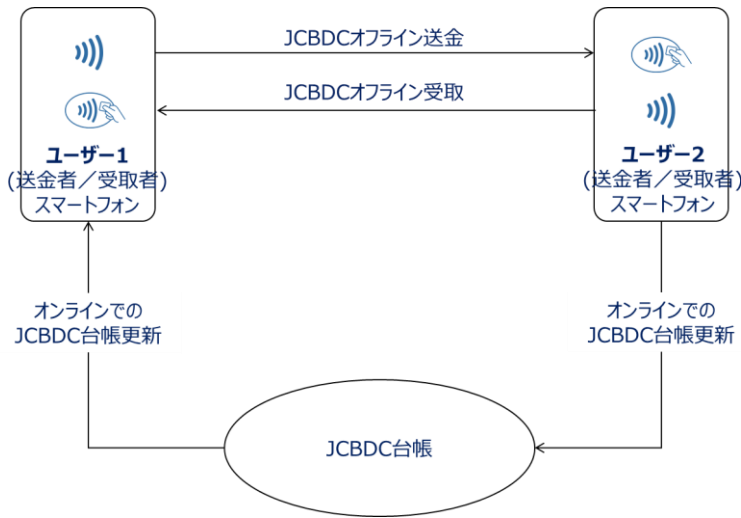 JCBDCオフライン送金
JCBDCオフライン受取
ユーザー1
(送金者／受取者)
スマートフォン
ユーザー2
(送金者／受取者)
スマートフォン
オンラインでの
JCBDC台帳更新
オンラインでの
JCBDC台帳更新
JCBDC台帳